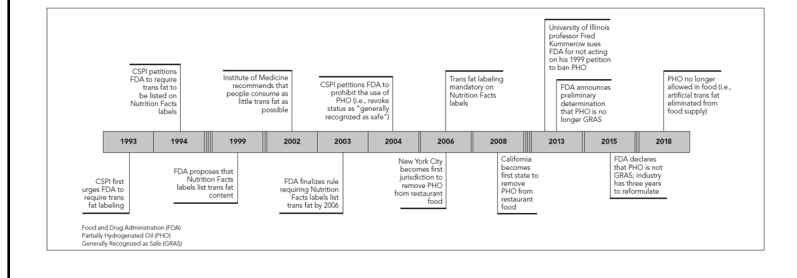 University of Illinois
professor Fred
Kummerow sues
FDA for not acting
on his 1999 petition
to ban PHO
CSPI petitions
FDA to require
trans fat to
be listed on
Nutrition Facts
labels
Institute of Medicine
recommends that
people consume as
little trans fat as
possible
CSPI petitions FDA to
prohibit the use of
PHO (i.e., revoke
status as "generally
recognized as safe")
Trans fat labeling
mandatory on
Nutrition Facts
labels
FDA announces
preliminary
determination
that PHO is no
longer GRAS
PHO no longer
allowed in food (i.e.,
artificial trans fat
eliminated from
food supply)
1993 1994 1999 2002 2003 2004 2006 2008 2013 2015 2018
CSPI first
urges FDA to
require trans
fat labeling
FDA proposes that
Nutrition Facts
labels list trans fat
content
FDA finalizes rule
requiring Nutrition
Facts labels list
trans fat by 2006
New York City
becomes first
jurisdiction to
remove PHO
from restaurant
food
California
becomes
first state to
remove
PHO from
restaurant
food
FDA declares
that PHO is not
GRAS; industry
has three years
to reformulate
Food and Drug Administration (FDA)
Partially Hydrogenated Oil (PHO)
Generally Recognized as Safe (GRAS)